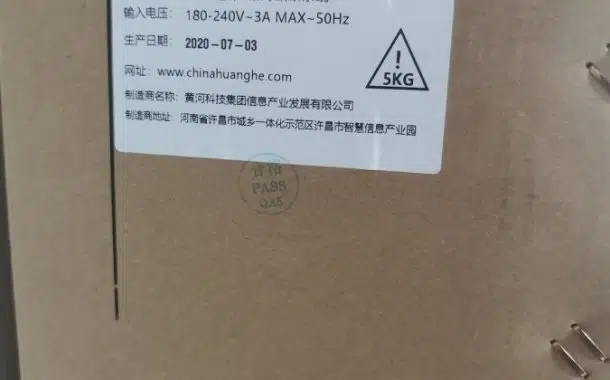 输入电压： 180-240V~3A MAX~50Hz
生产日期： 2020-07-03
网址：www.chinahuanghe.com
制造商名称：黄河科技集团信息产业发展有限公司
制造商地址： 河南省许昌市城乡一体化示范区许昌市智慧信息产业园
!
5KG
PASS